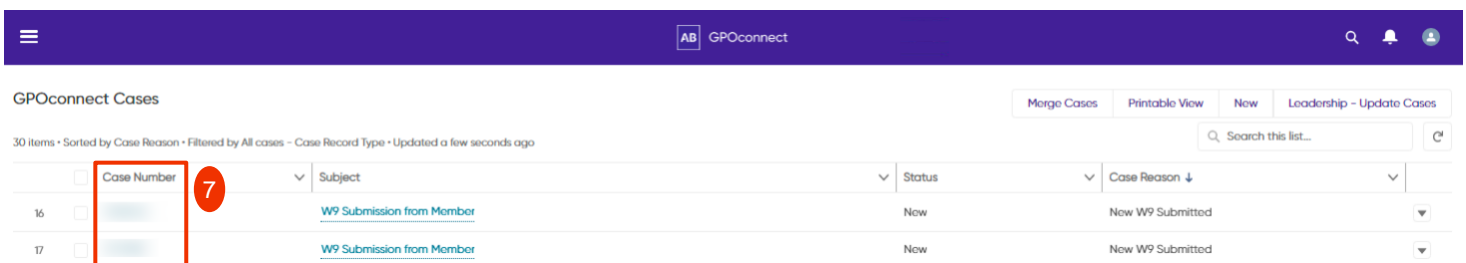 AB GPOconnect
GPOconnect Cases
Merge Cases Printable View New Leadership - Update Cases
30 items • Sorted by Case Reason • Filtered by All cases - Case Record Type • Updated a few seconds ago
Search this list...
Case Number Subject Status Case Reason ↓
7
16 W9 Submission from Member New New W9 Submitted
17 W9 Submission from Member New New W9 Submitted